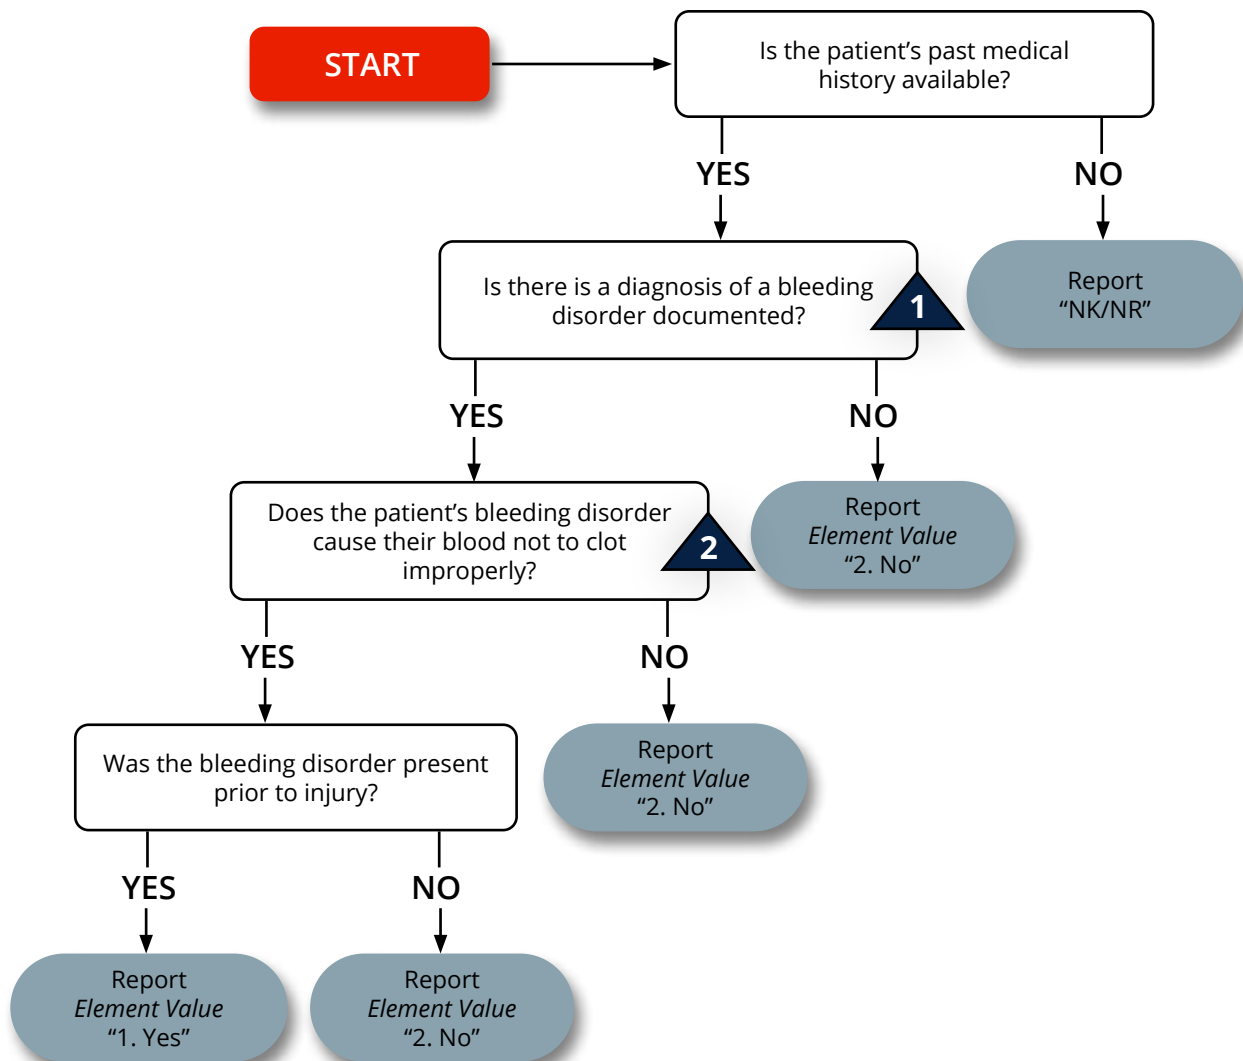 START
Is the patient’s past medical
history available?
YES
NO
Is there is a diagnosis of a bleeding
disorder documented?
1
Report
“NK/NR”
YES
NO
Does the patient’s bleeding disorder
cause their blood not to clot
improperly?
2
Report
Element Value
“2. No”
YES
NO
Was the bleeding disorder present
prior to injury?
Report
Element Value
“2. No”
YES
NO
Report
Element Value
“1. Yes”
Report
Element Value
“2. No”